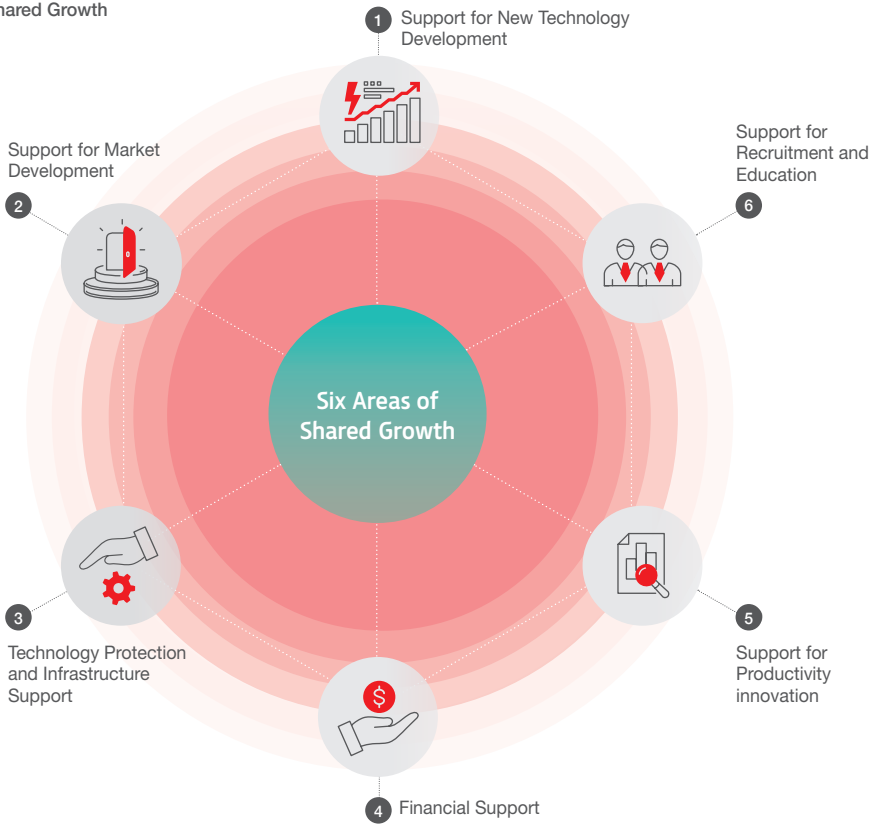 Growth
1
Support for New Technology
Development
Support for Market
Development
2
Support for
Recruitment and
Education
6
Six Areas of
Shared Growth
$
3
Technology Protection
and Infrastructure
Support
5
Support for
Productivity
innovation
4
Financial Support